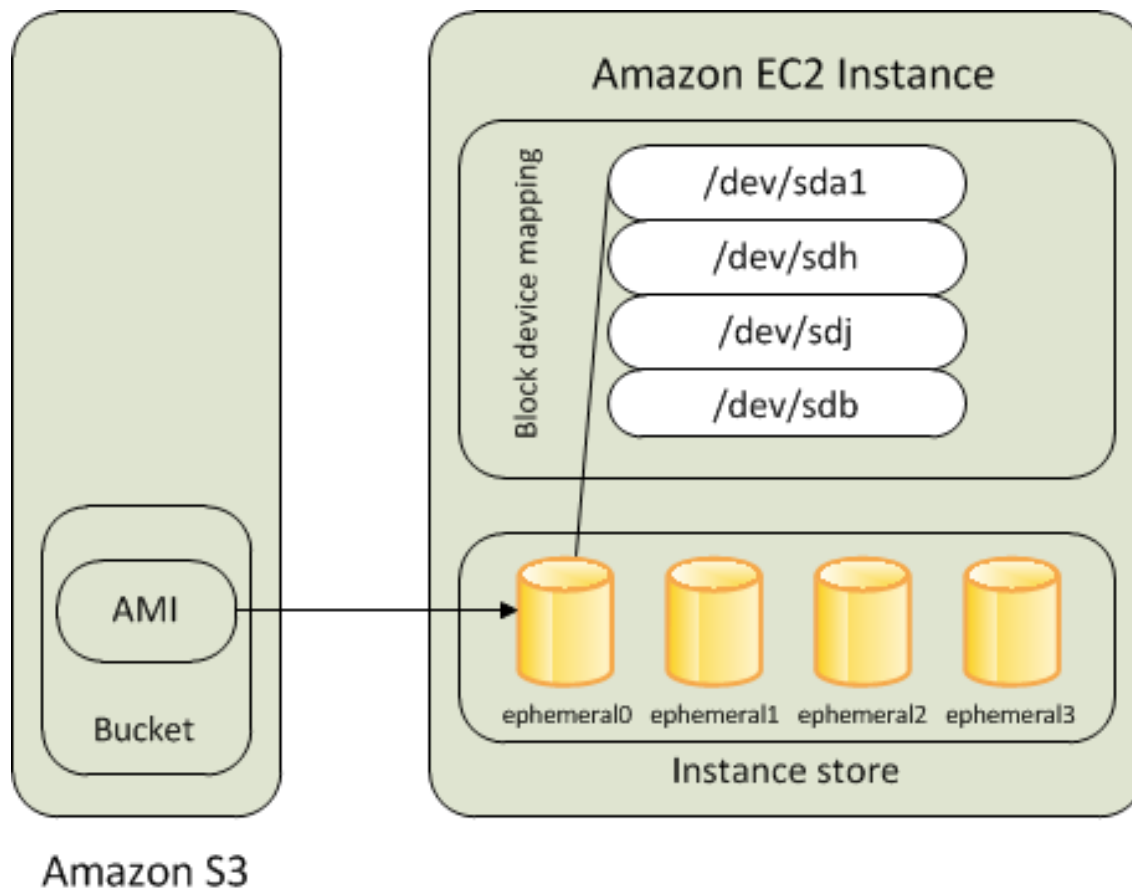 Amazon EC2 Instance
Block device mapping
/dev/sda1
/dev/sdh
/dev/sdj
/dev/sdb
AMI
Bucket
ephemeral0 ephemeral1 ephemeral2 ephemeral3
Instance store
Amazon S3